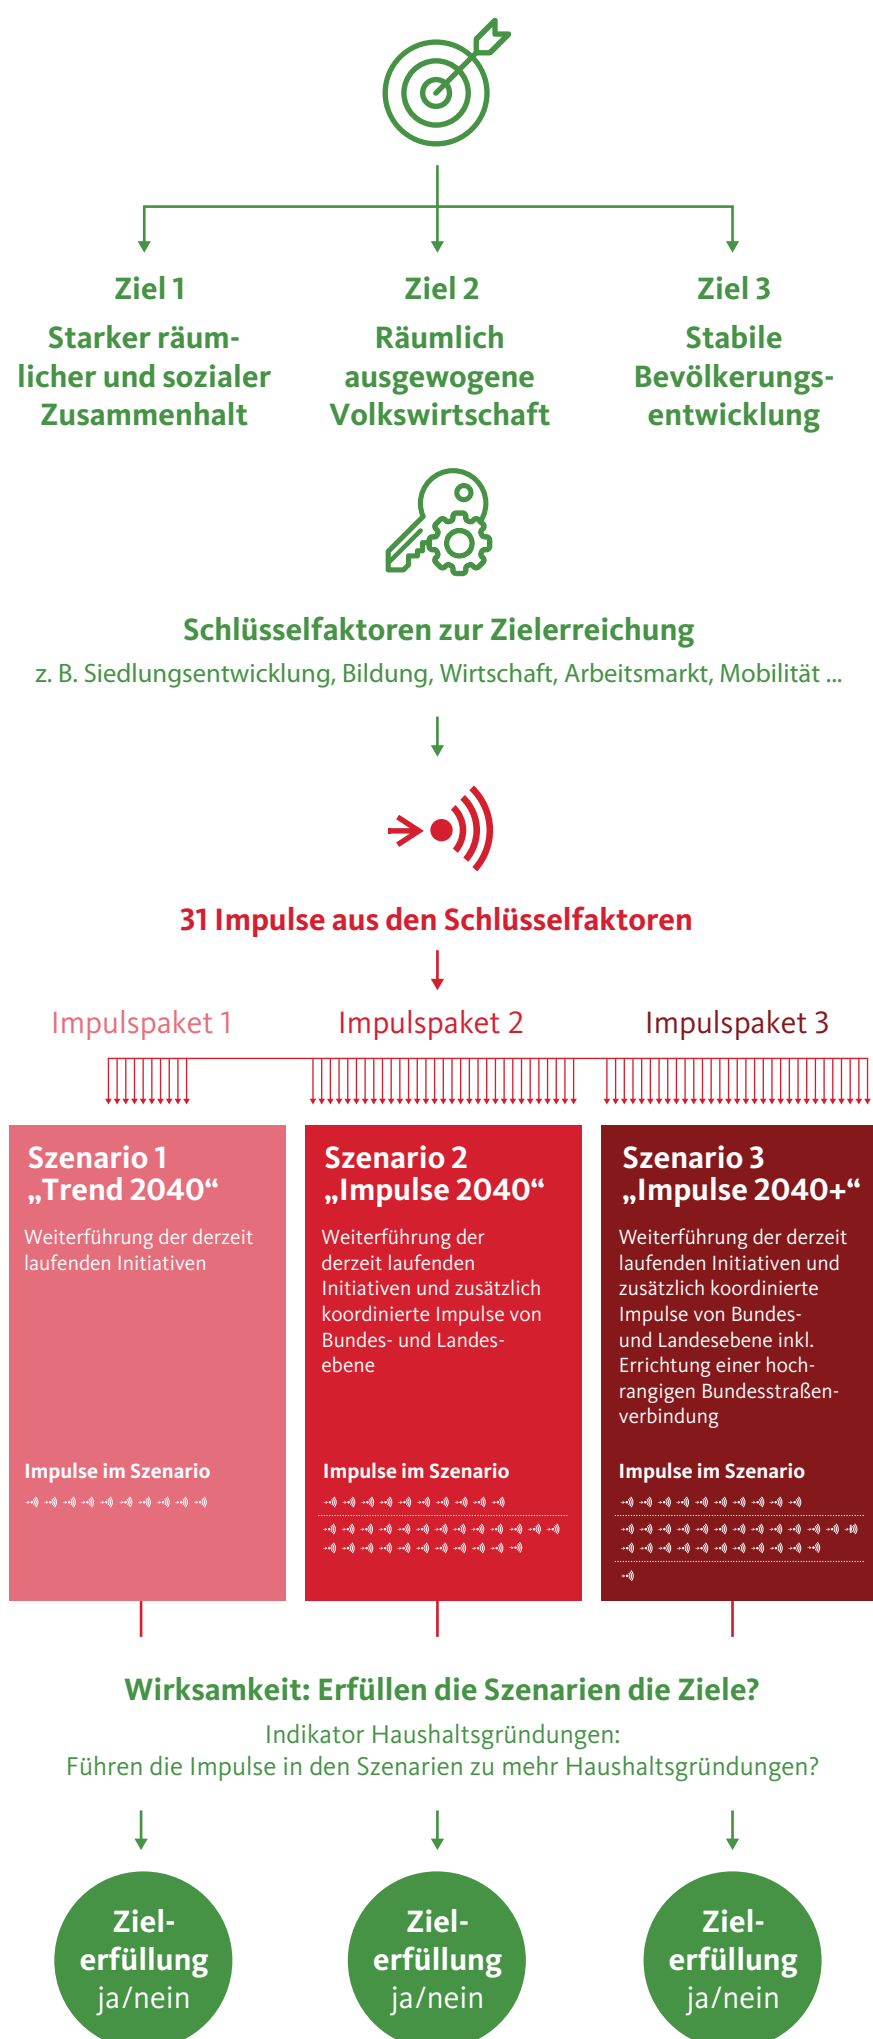 Ziel 1
Starker räum-
licher und sozialer
Zusammenhalt
Ziel 2
Räumlich
ausgewogene
Volkswirtschaft
Ziel 3
Stabile
Bevölkerungs-
entwicklung
Schlüsselfaktoren zur Zielerreichung
z. B. Siedlungsentwicklung, Bildung, Wirtschaft, Arbeitsmarkt, Mobilität ...
31 Impulse aus den Schlüsselfaktoren
Impulspaket 1
Impulspaket 2
Impulspaket 3
Szenario 1
„Trend 2040“
Weiterführung der derzeit
laufenden Initiativen
Impulse im Szenario
Szenario 2
„Impulse 2040“
Weiterführung der
derzeit laufenden
Initiativen und zusätzlich
koordinierte Impulse von
Bundes- und Landes-
ebene
Impulse im Szenario
Szenario 3
„Impulse 2040+“
Weiterführung der derzeit
laufenden Initiativen und
zusätzlich koordinierte
Impulse von Bundes-
und Landesebene inkl.
Errichtung einer hoch-
rangigen Bundesstraßen-
verbindung
Impulse im Szenario
Wirksamkeit: Erfüllen die Szenarien die Ziele?
Indikator Haushaltsgründungen:
Führen die Impulse in den Szenarien zu mehr Haushaltsgründungen?
Ziel-
erfüllung
ja/nein
Ziel-
erfüllung
ja/nein
Ziel-
erfüllung
ja/nein